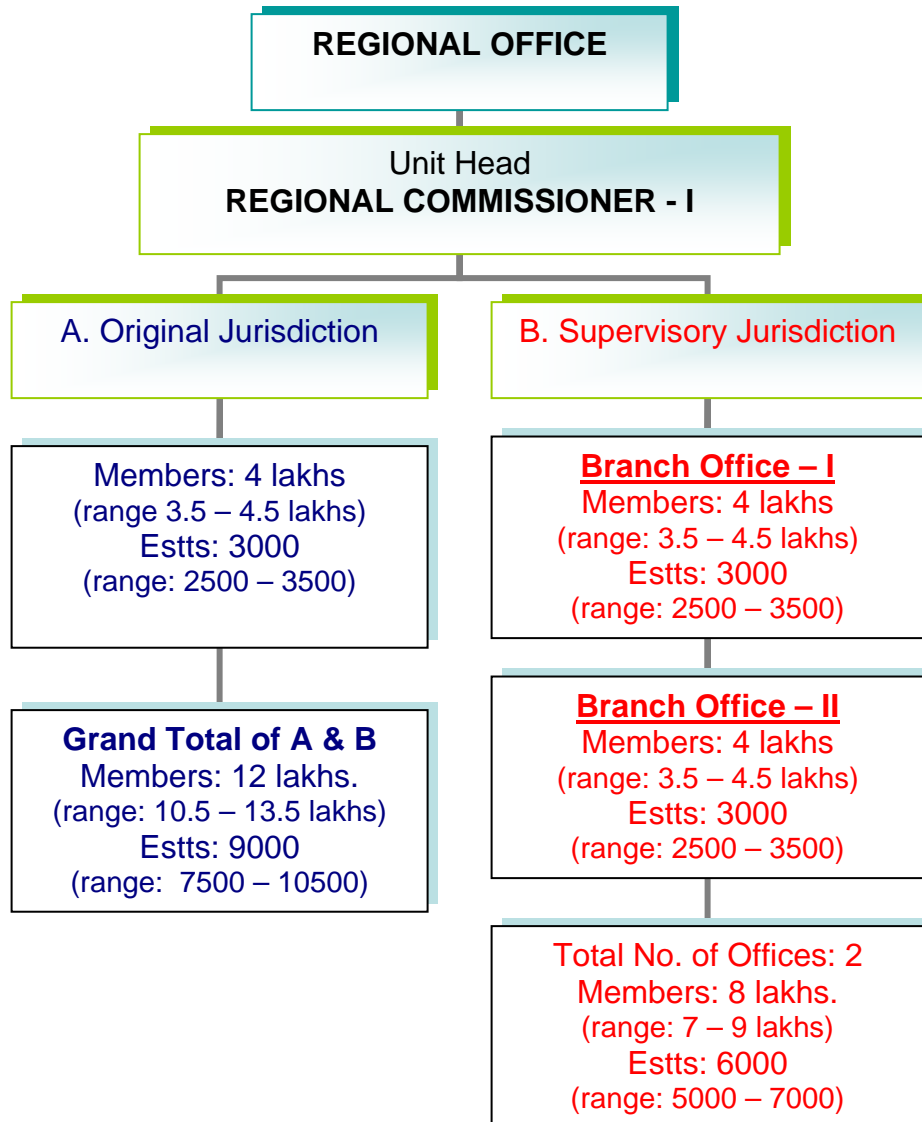 REGIONAL OFFICE
Unit Head
REGIONAL COMMISSIONER - I
A. Original Jurisdiction
Members: 4 lakhs
(range 3.5 – 4.5 lakhs)
Estts: 3000
(range: 2500 – 3500)
Grand Total of A & B
Members: 12 lakhs.
(range: 10.5 – 13.5 lakhs)
Estts: 9000
(range:  7500 – 10500)
B. Supervisory Jurisdiction
Branch Office – I
Members: 4 lakhs
(range: 3.5 – 4.5 lakhs)
Estts: 3000
(range: 2500 – 3500)
Branch Office – II
Members: 4 lakhs
(range: 3.5 – 4.5 lakhs)
Estts: 3000
(range: 2500 – 3500)
Total No. of Offices: 2
Members: 8 lakhs.
(range: 7 – 9 lakhs)
Estts: 6000
(range: 5000 – 7000)